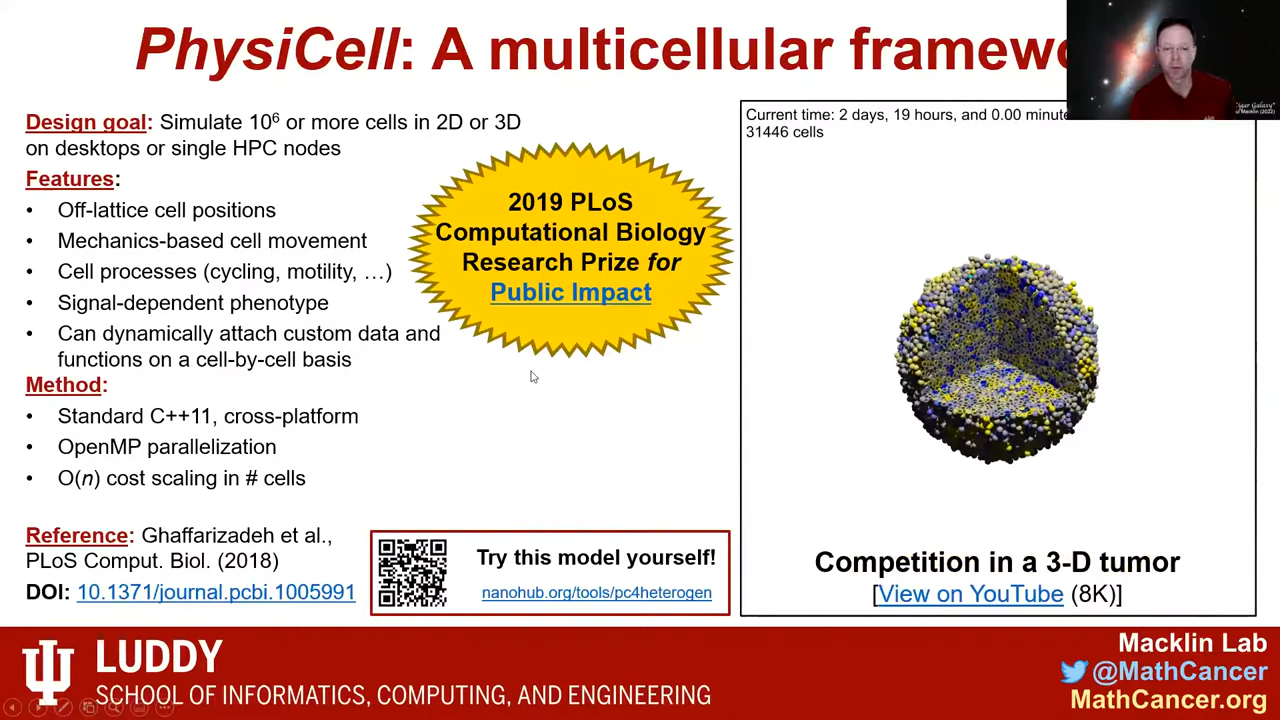 PhysiCell: A multicellular framewo
Design goal: Simulate 10⁶ or more cells in 2D or 3D
on desktops or single HPC nodes
Features:
• Off-lattice cell positions
• Mechanics-based cell movement
• Cell processes (cycling, motility, …)
• Signal-dependent phenotype
• Can dynamically attach custom data and
functions on a cell-by-cell basis
Method:
• Standard C++11, cross-platform
• OpenMP parallelization
• O(n) cost scaling in # cells
Reference: Ghaffarizadeh et al.,
PLoS Comput. Biol. (2018)
DOI: 10.1371/journal.pcbi.1005991
2019 PLoS
Computational Biology
Research Prize for
Public Impact
Try this model yourself!
nanohub.org/tools/pc4heterogen
Current time: 2 days, 19 hours, and 0.00 minute
31446 cells
Competition in a 3-D tumor
[View on YouTube (8K)]
Galaxy"
Macklin (2022)
LUDDY
SCHOOL OF INFORMATICS, COMPUTING, AND ENGINEERING
Macklin Lab
@MathCancer
MathCancer.org